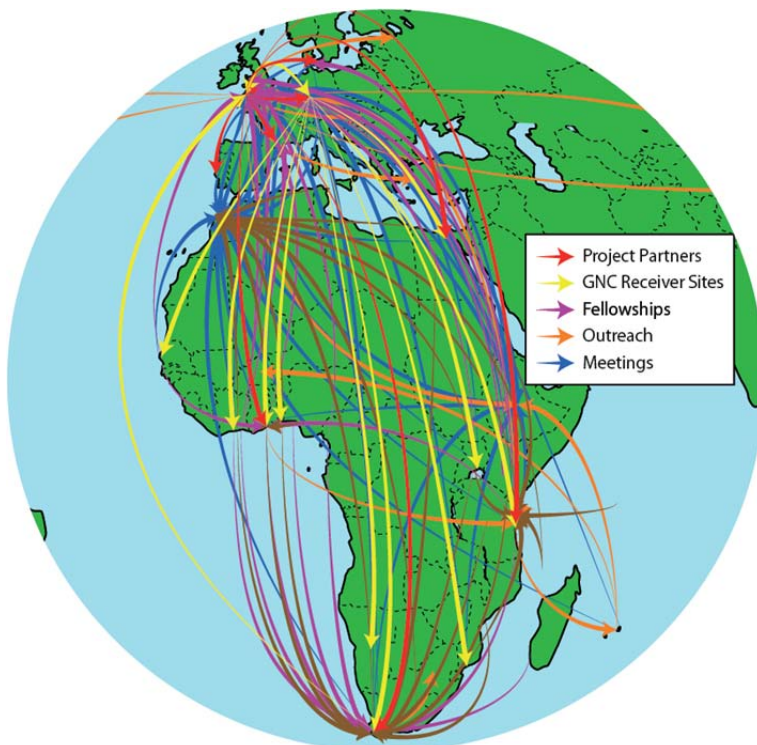 Project Partners
GNC Receiver Sites
Fellowships
Outreach
Meetings